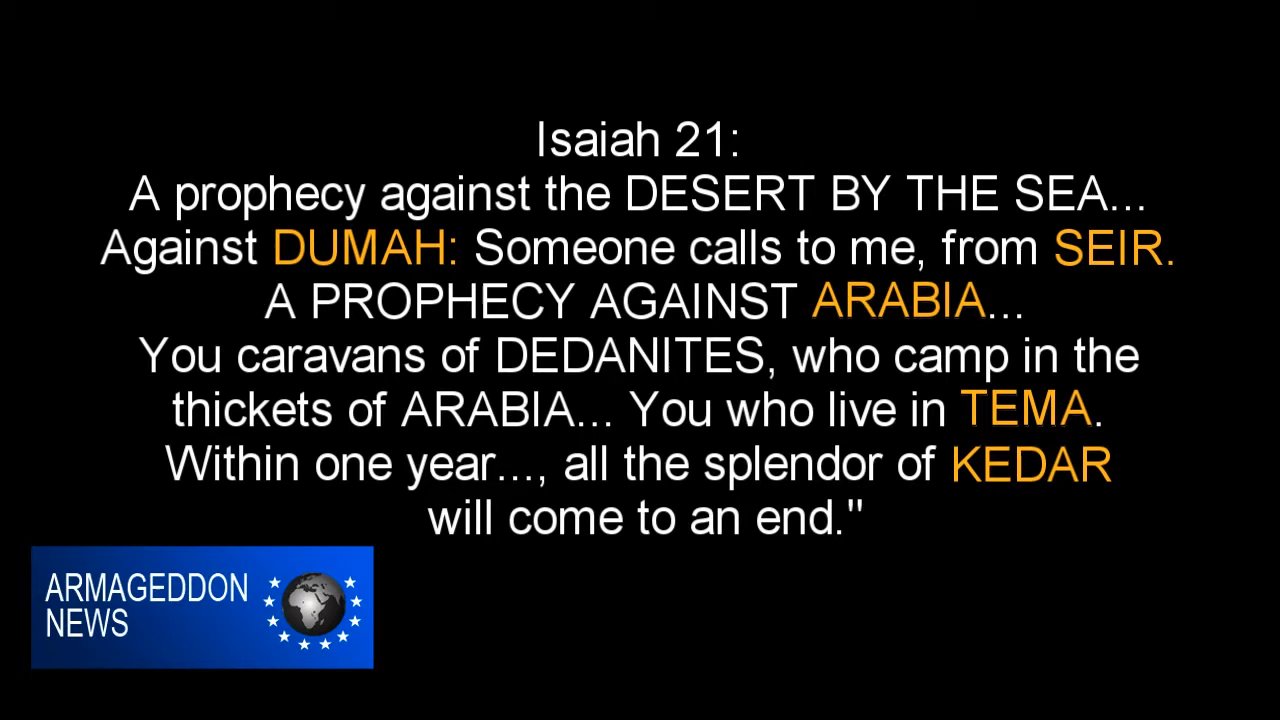 Isaiah 21:
A prophecy against the DESERT BY THE SEA...
Against DUMAH: Someone calls to me, from SEIR.
A PROPHECY AGAINST ARABIA...
You caravans of DEDANITES, who camp in the
thickets of ARABIA... You who live in TEMA.
Within one year..., all the splendor of KEDAR
will come to an end."
ARMAGEDDON
NEWS